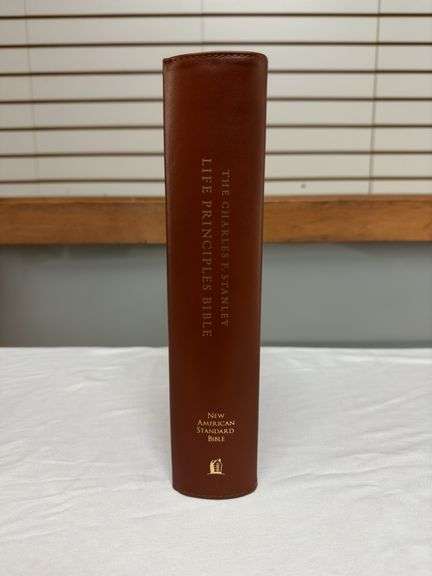 THE CHARLES F. STANLEY
LIFE PRINCIPLES BIBLE
NEW
AMERICAN
STANDARD
BIBLE